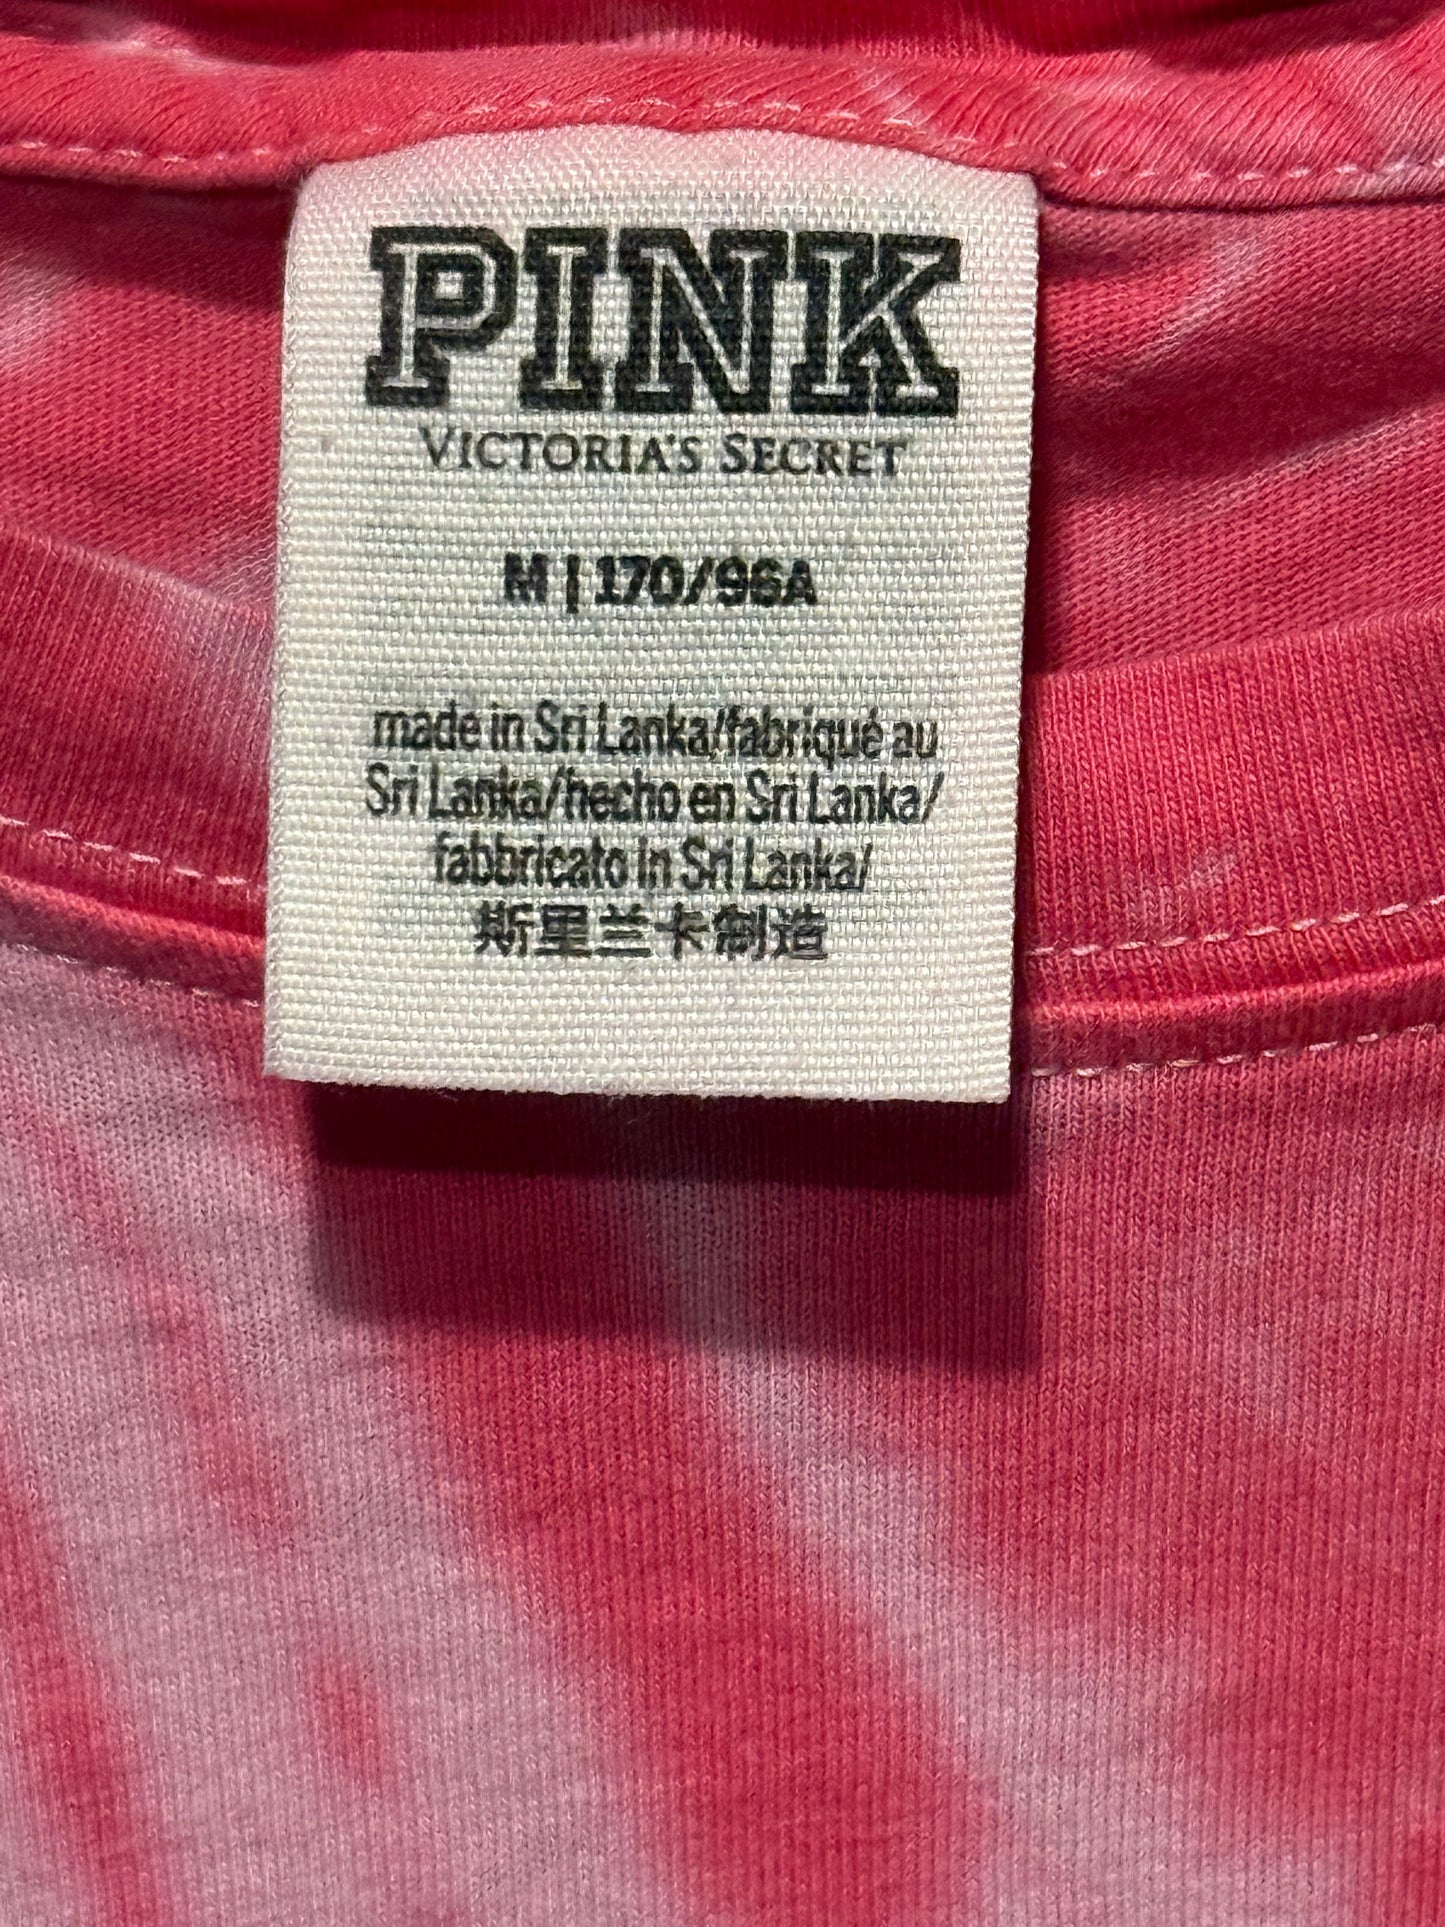 PINK
VICTORIA'S SECRET
M | 170/96A
made in Sri Lanka/fabriqué au
Sri Lanka/hecho en Sri Lanka/
fabbricato in Sri Lanka/
斯里兰卡制造